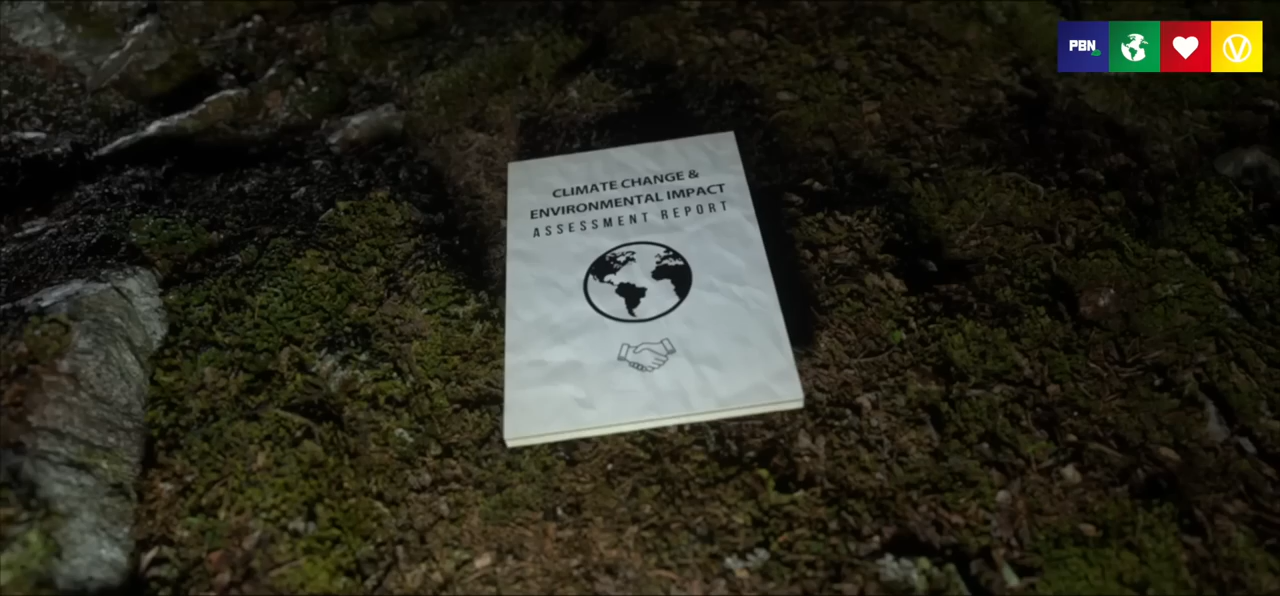 PBN
CLIMATE CHANGE &
ENVIRONMENTAL IMPACT
ASSESSMENT REPORT